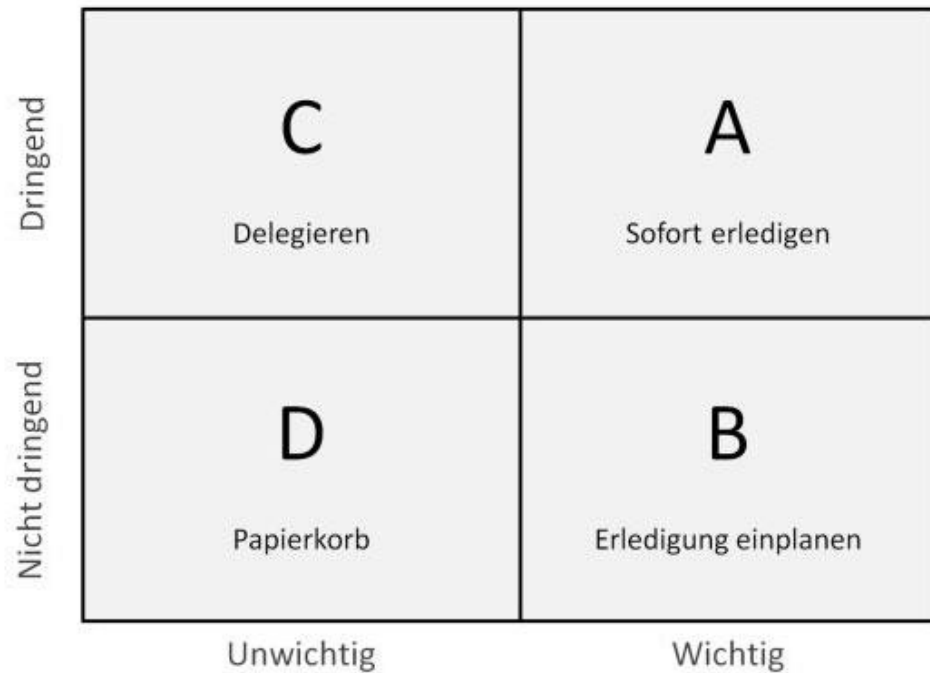 Dringend
C
A
Delegieren
Sofort erledigen
Nicht dringend
D
B
Papierkorb
Erledigung einplanen
Unwichtig
Wichtig